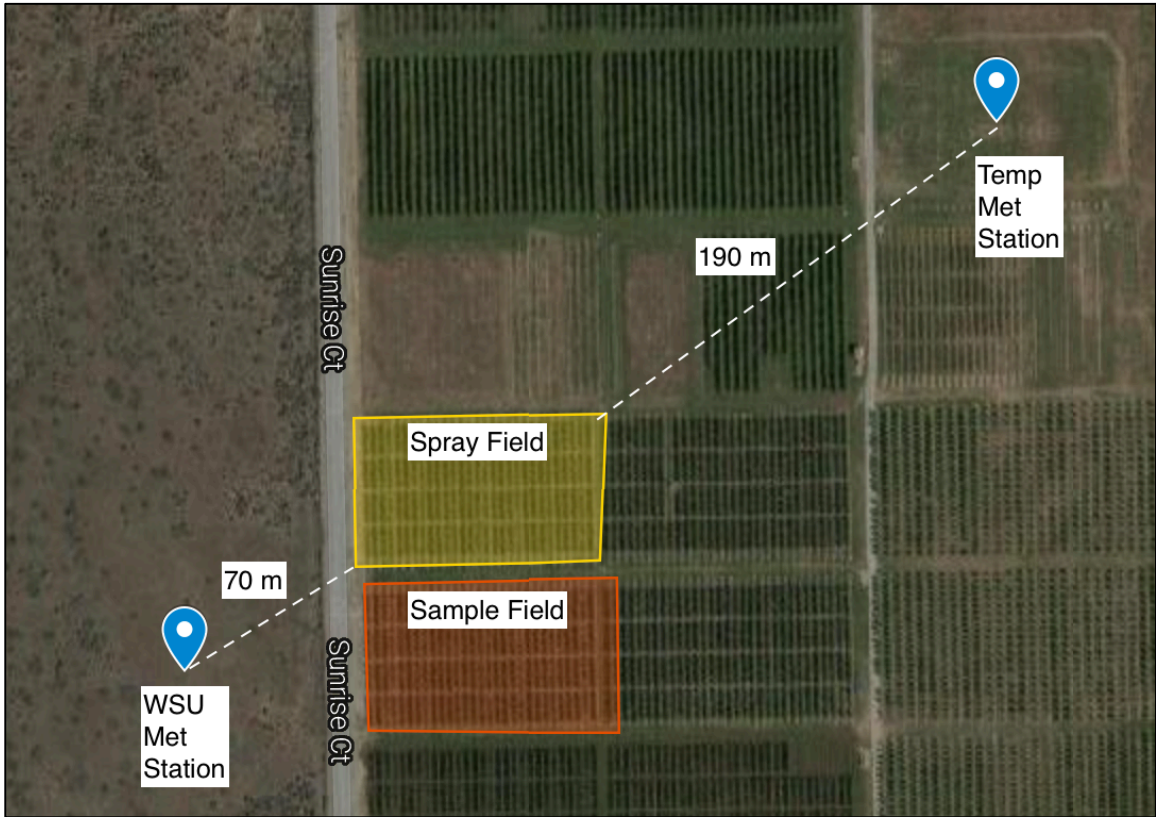 Temp
Met
Station
190 m
Sunrise Ct
Spray Field
70 m
Sample Field
Sunrise Ct
WSU
Met
Station